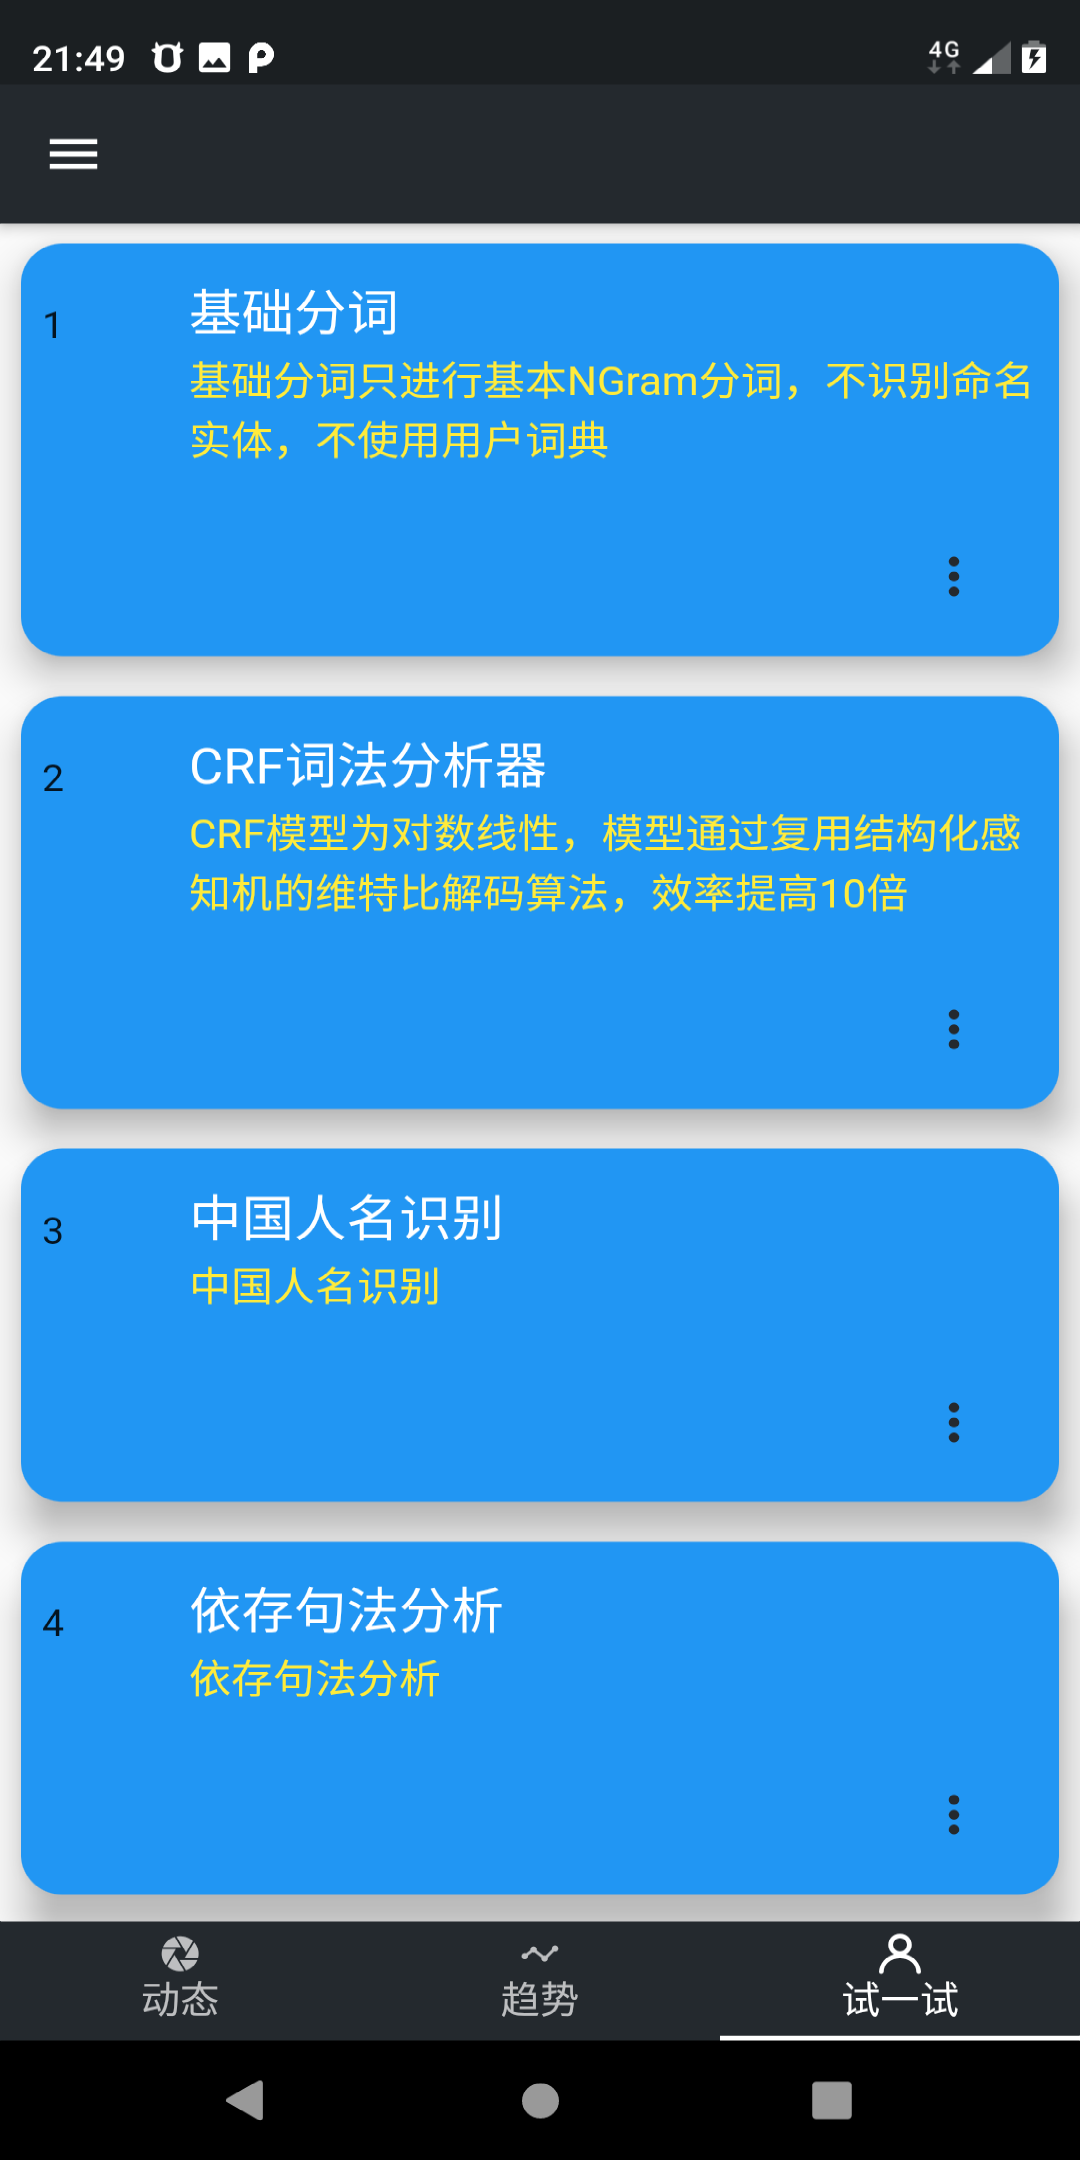 21:49
4G
1
基础分词
基础分词只进行基本NGram分词，不识别命名
实体，不使用用户词典
2
CRF词法分析器
CRF模型为对数线性，模型通过复用结构化感
知机的维特比解码算法，效率提高10倍
3
中国人名识别
中国人名识别
4
依存句法分析
依存句法分析
动态
趋势
试一试